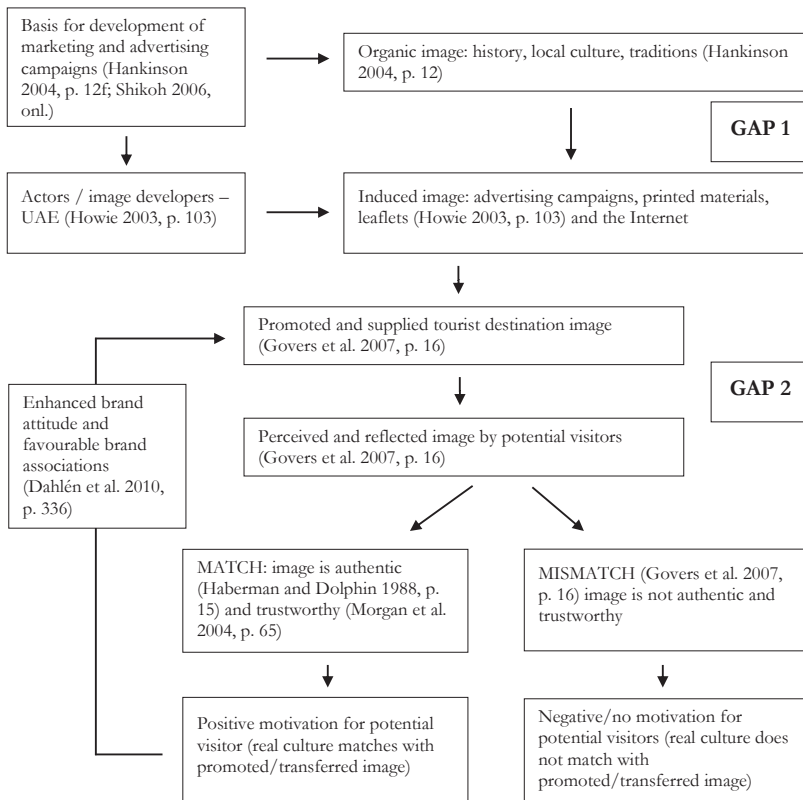 Basis for development of
marketing and advertising
campaigns (Hankinson
2004, p. 12f; Shikoh 2006,
onl.)
Organic image: history, local culture, traditions (Hankinson
2004, p. 12)
GAP 1
Actors / image developers –
UAE (Howie 2003, p. 103)
Induced image: advertising campaigns, printed materials,
leaflets (Howie 2003, p. 103) and the Internet
Promoted and supplied tourist destination image
(Govers et al. 2007, p. 16)
GAP 2
Enhanced brand
attitude and
favourable brand
associations
(Dahlén et al. 2010,
p. 336)
Perceived and reflected image by potential visitors
(Govers et al. 2007, p. 16)
MATCH: image is authentic
(Haberman and Dolphin 1988, p.
15) and trustworthy (Morgan et al.
2004, p. 65)
MISMATCH (Govers et al. 2007,
p. 16) image is not authentic and
trustworthy
Positive motivation for potential
visitor (real culture matches with
promoted/transferred image)
Negative/no motivation for
potential visitors (real culture does
not match with
promoted/transferred image)